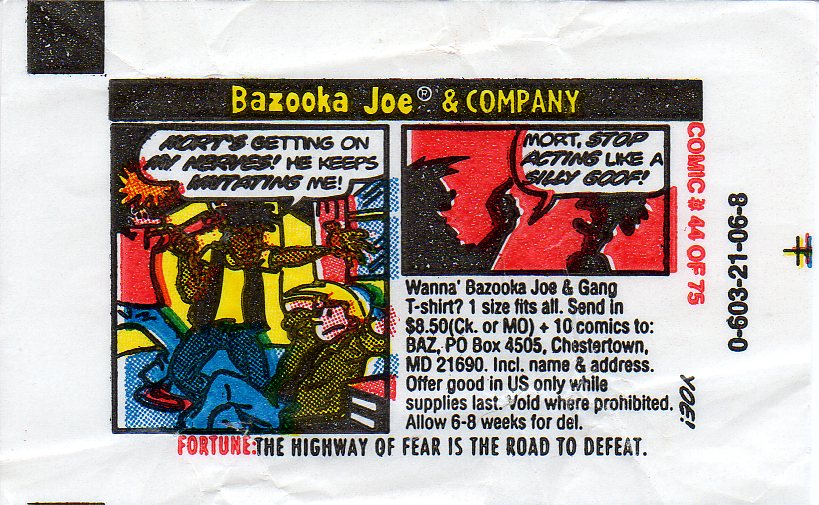 Bazooka Joe® & COMPANY
MORT'S GETTING ON
MY NERVES! HE KEEPS
IMITATING ME!
MORT, STOP
ACTING LIKE A
SILLY GOOF!
Wanna' Bazooka Joe & Gang
T-shirt? 1 size fits all. Send in
$8.50(Ck. or MO) + 10 comics to:
BAZ, PO Box 4505, Chestertown,
MD 21690. Incl. name & address.
Offer good in US only while
supplies last. Void where prohibited.
Allow 6-8 weeks for del.
FORTUNE:THE HIGHWAY OF FEAR IS THE ROAD TO DEFEAT.
COMIC # 44 OF 75
YOE!
0-603-21-06-8